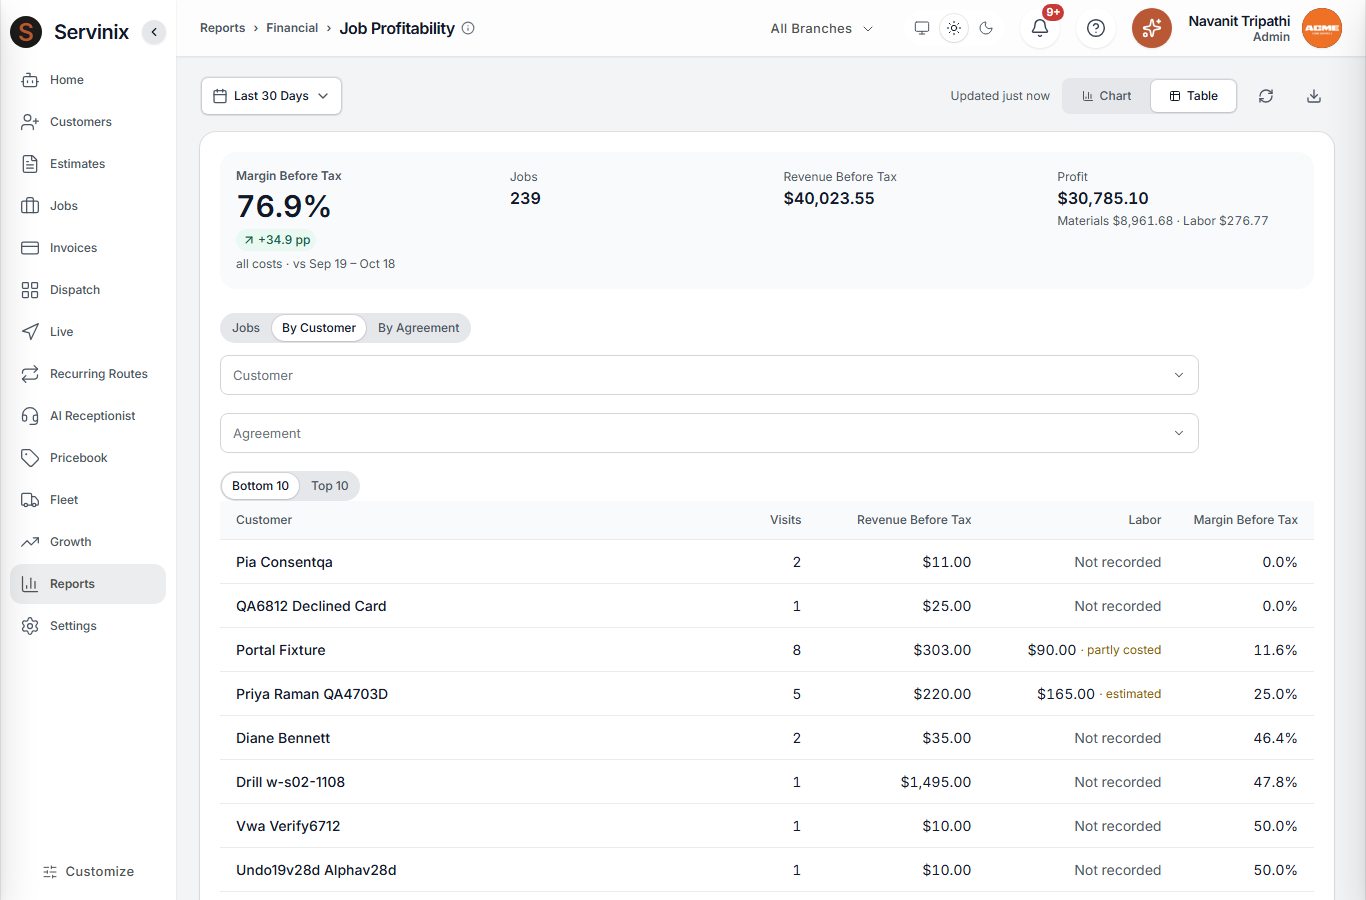 S Servinix
Home
Customers
Estimates
Jobs
Invoices
Dispatch
Live
Recurring Routes
AI Receptionist
Pricebook
Fleet
Growth
Reports
Settings
Customize
Reports › Financial › Job Profitability
All Branches
9+
Navanit Tripathi
Admin
ACME
Last 30 Days
Updated just now
Chart
Table
Margin Before Tax
76.9%
+34.9 pp
all costs · vs Sep 19 – Oct 18
Jobs
239
Revenue Before Tax
$40,023.55
Profit
$30,785.10
Materials $8,961.68 · Labor $276.77
Jobs By Customer By Agreement
Customer
Agreement
Bottom 10 Top 10
Customer Visits Revenue Before Tax Labor Margin Before Tax
Pia Consentqa 2 $11.00 Not recorded 0.0%
QA6812 Declined Card 1 $25.00 Not recorded 0.0%
Portal Fixture 8 $303.00 $90.00 · partly costed 11.6%
Priya Raman QA4703D 5 $220.00 $165.00 · estimated 25.0%
Diane Bennett 2 $35.00 Not recorded 46.4%
Drill w-s02-1108 1 $1,495.00 Not recorded 47.8%
Vwa Verify6712 1 $10.00 Not recorded 50.0%
Undo19v28d Alphav28d 1 $10.00 Not recorded 50.0%